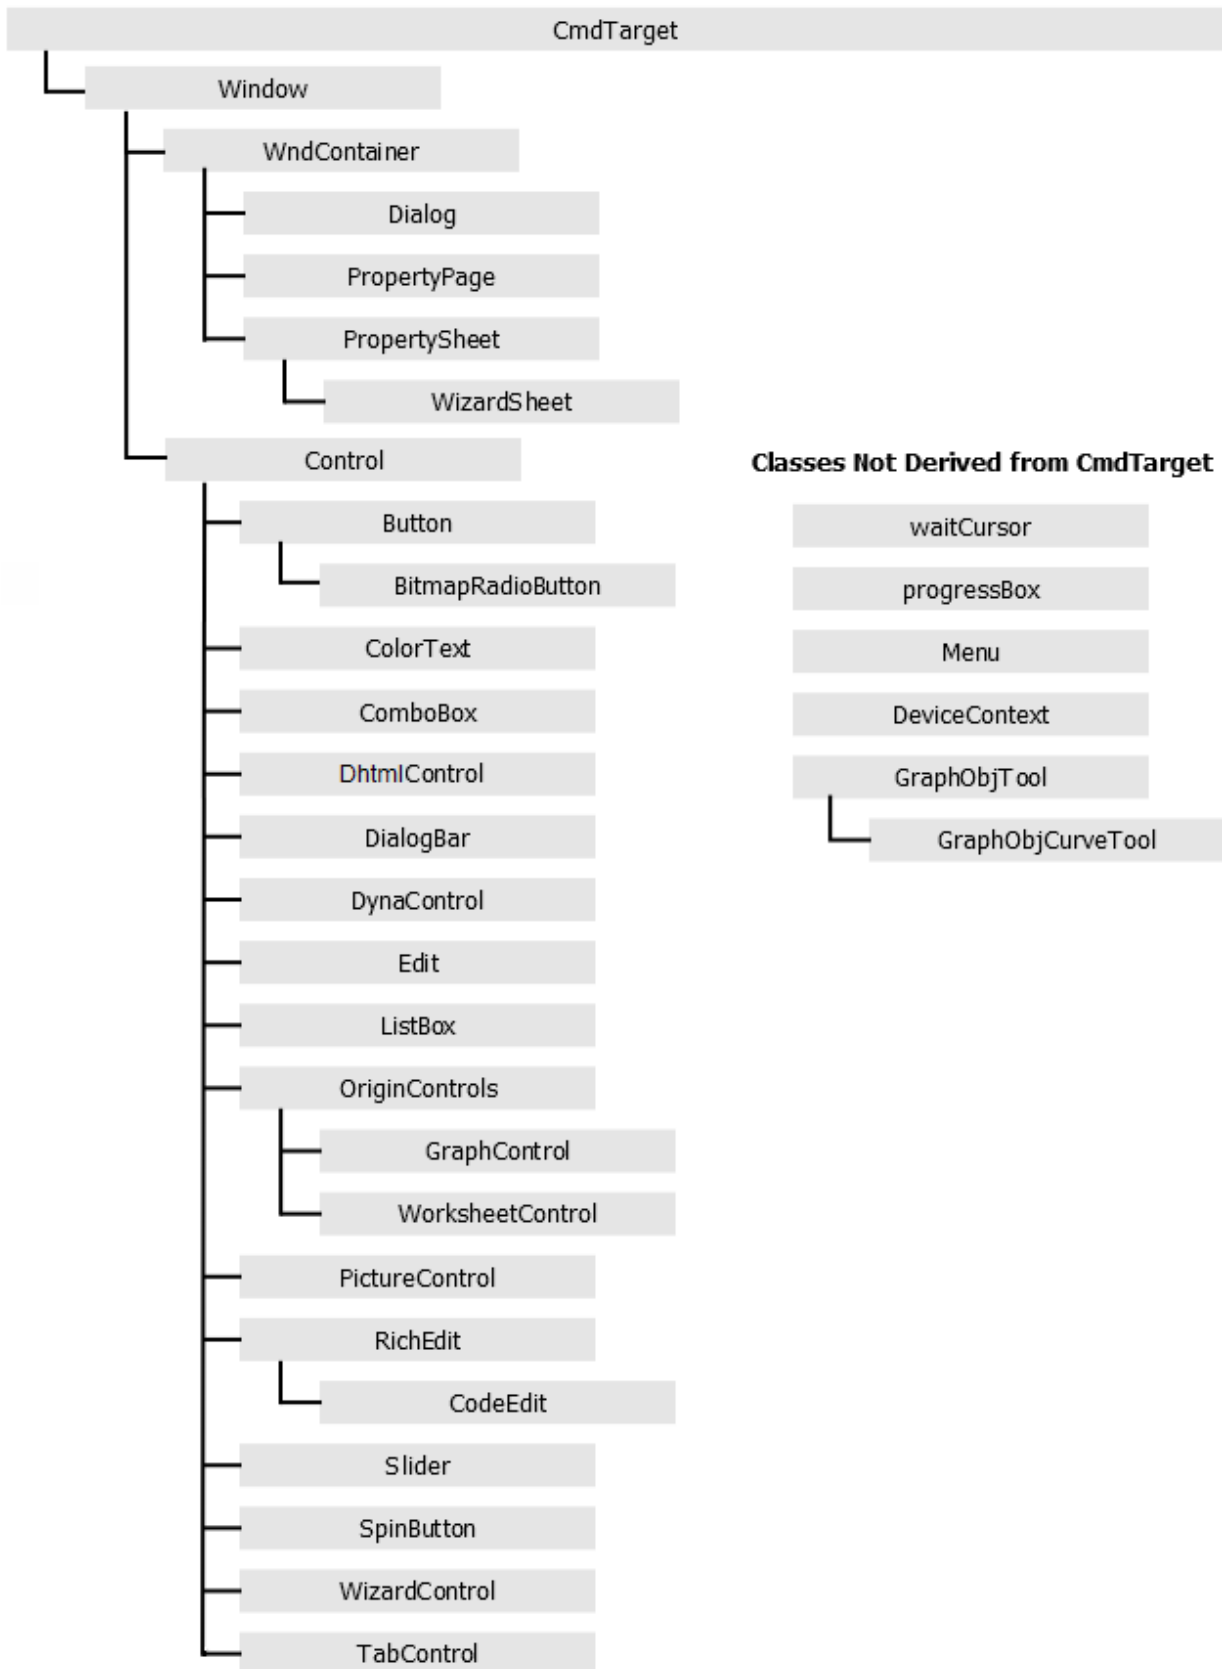 CmdTarget
Window
WndContainer
Dialog
PropertyPage
PropertySheet
WizardSheet
Control
Button
BitmapRadioButton
ColorText
ComboBox
DhtmlControl
DialogBar
DynaControl
Edit
ListBox
OriginControls
GraphControl
WorksheetControl
PictureControl
RichEdit
CodeEdit
Slider
SpinButton
WizardControl
TabControl
Classes Not Derived from CmdTarget
waitCursor
progressBox
Menu
DeviceContext
GraphObjTool
GraphObjCurveTool